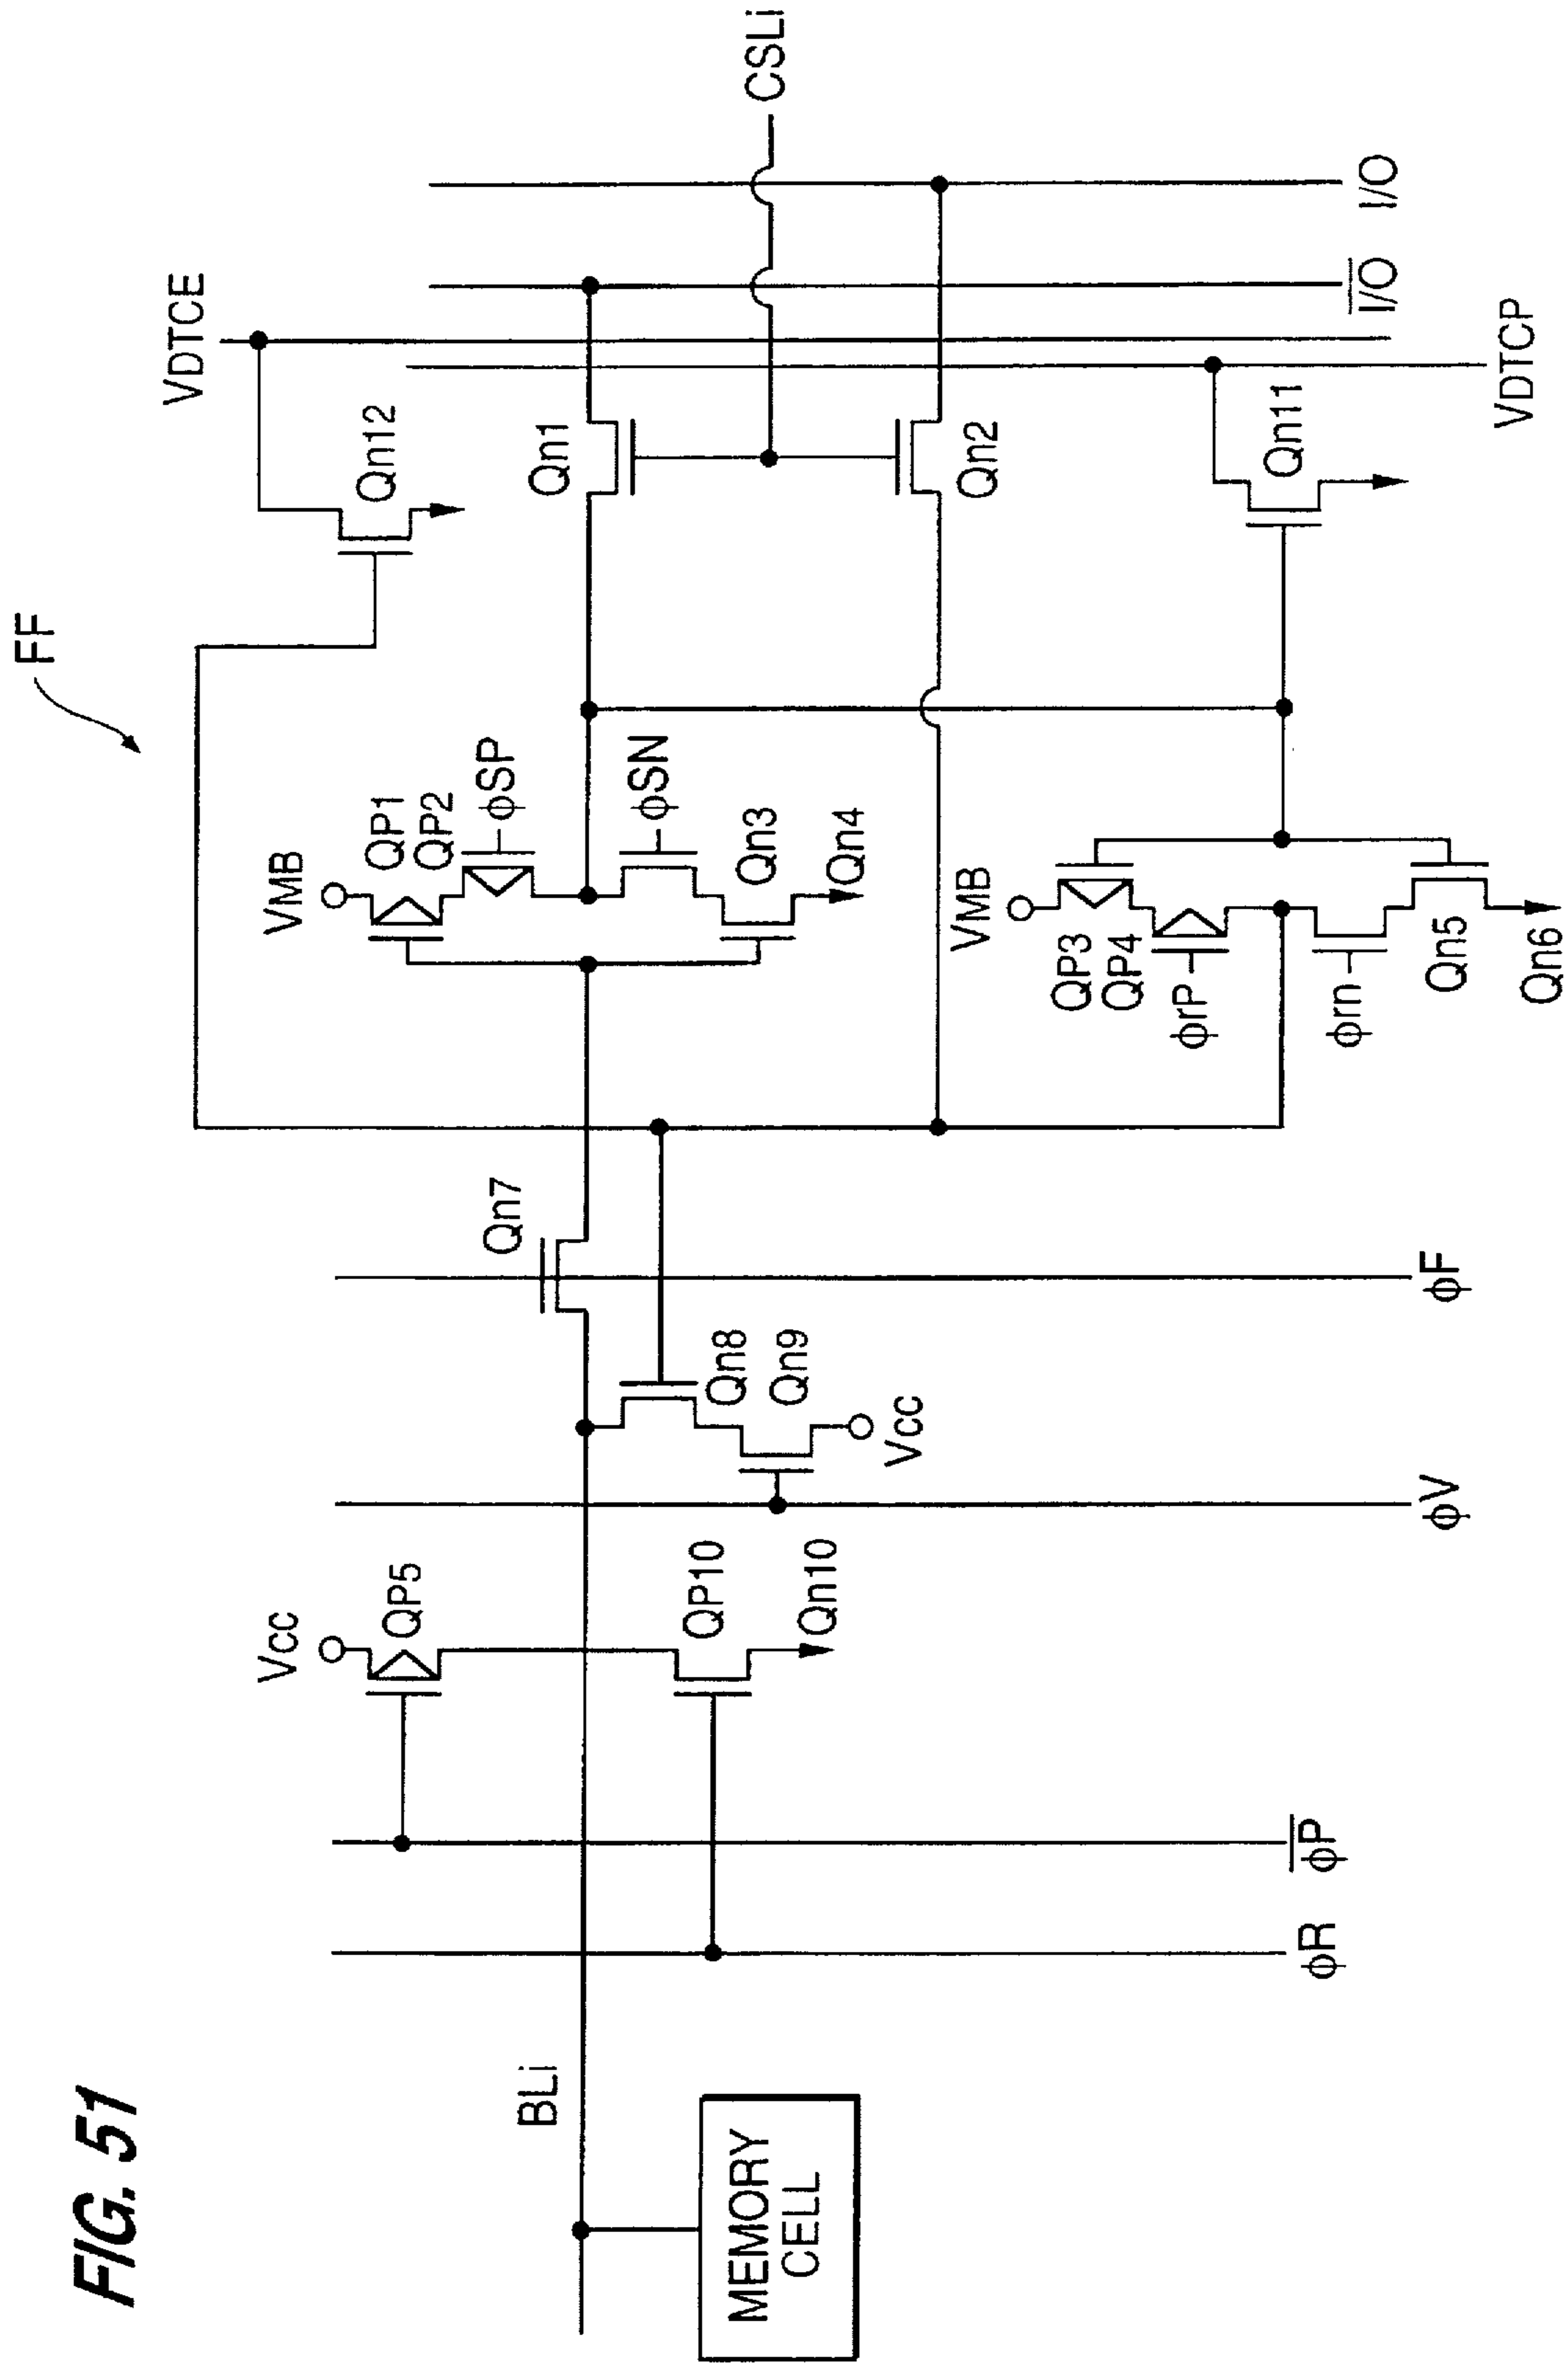 FIG. 51
FF
VDTCE
Qn12
CSLi
VMB
QP1
QP2
ϕSP
ϕSN
Qn3
Qn4
Qn1
Qn2
I/O
I/O
VDTCP
Qn11
VMB
QP3
QP4
ϕrP
ϕrn
Qn5
Qn6
Qn7
ϕF
Qn8
Qn9
Vcc
ϕV
Vcc
QP5
QP10
Qn10
ϕP
ϕR
BLi
MEMORY
CELL